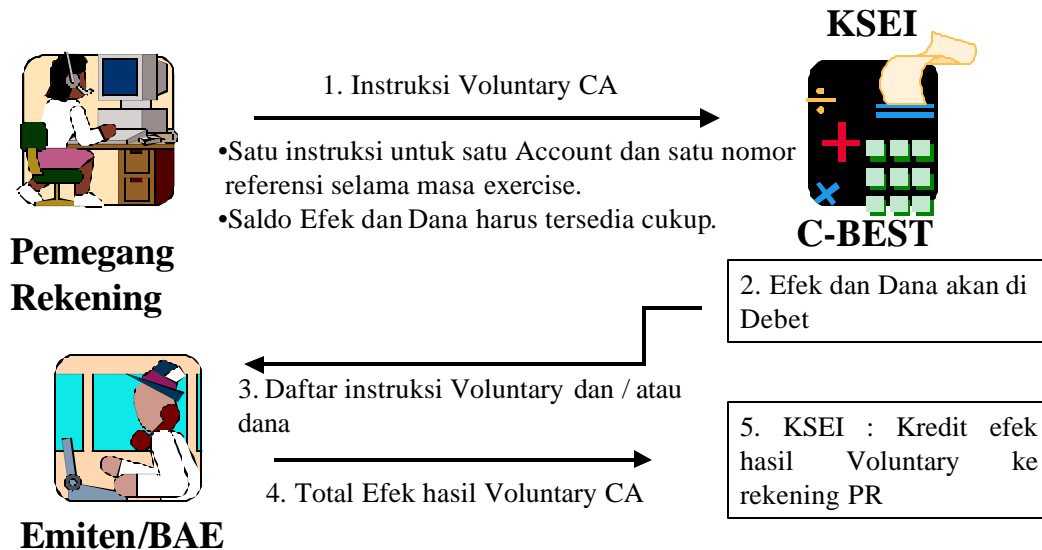 KSEI
1. Instruksi Voluntary CA
•Satu instruksi untuk satu Account dan satu nomor
referensi selama masa exercise.
•Saldo Efek dan Dana harus tersedia cukup.
C-BEST
Pemegang
Rekening
2. Efek dan Dana akan di
Debet
3. Daftar instruksi Voluntary dan / atau
dana
4. Total Efek hasil Voluntary CA
5. KSEI : Kredit efek
hasil Voluntary ke
rekening PR
Emiten/BAE